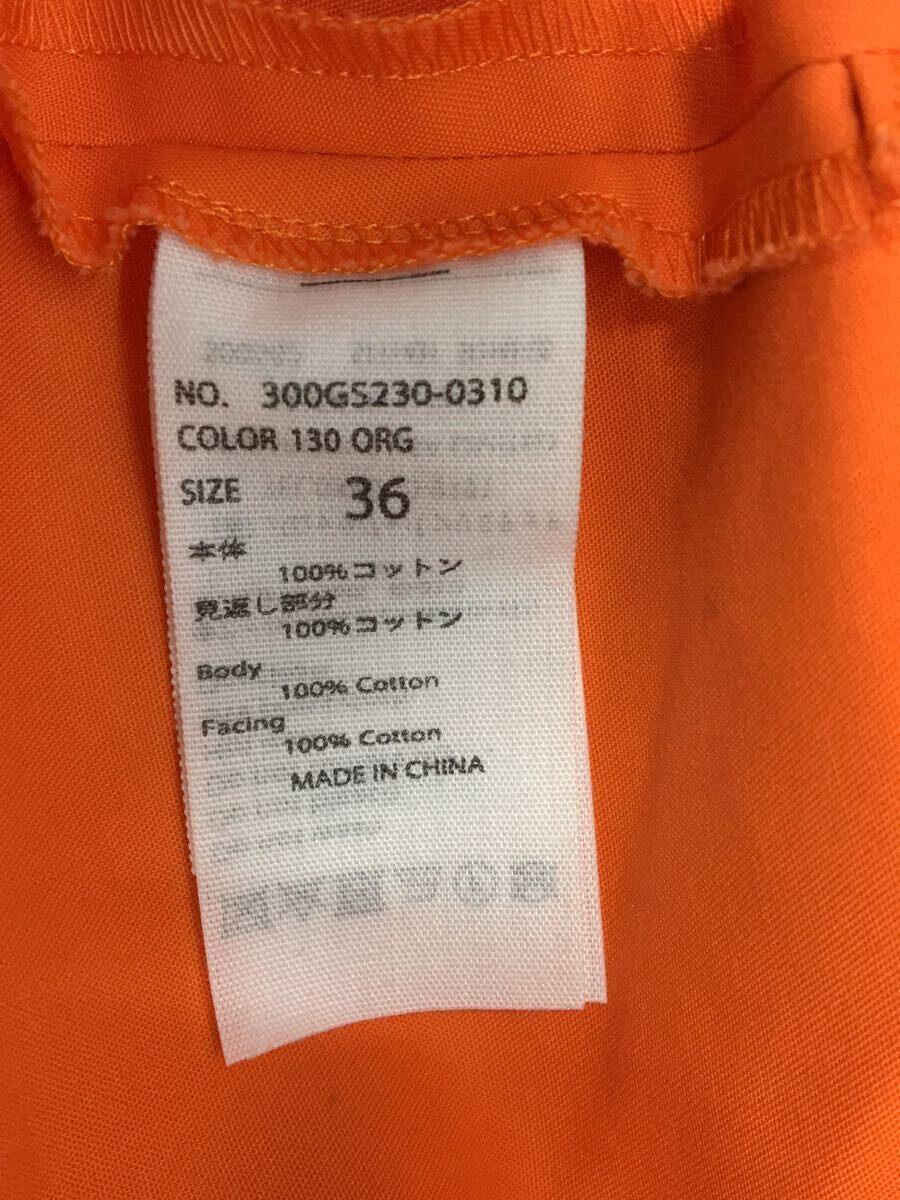 NO. 300GS230-0310
COLOR 130 ORG
SIZE 36
本体
100%コットン
見返し部分
100%コットン
Body
100% Cotton
Facing
100% Cotton
MADE IN CHINA